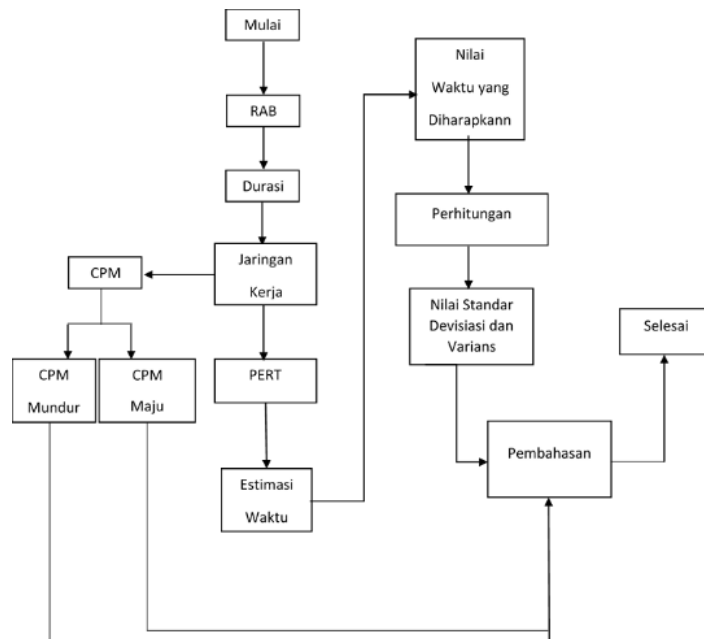 Mulai
RAB
Durasi
Jaringan
Kerja
CPM
CPM
Mundur
CPM
Maju
PERT
Estimasi
Waktu
Nilai
Waktu yang
Diharapkann
Perhitungan
Nilai Standar
Devisiasi dan
Varians
Pembahasan
Selesai